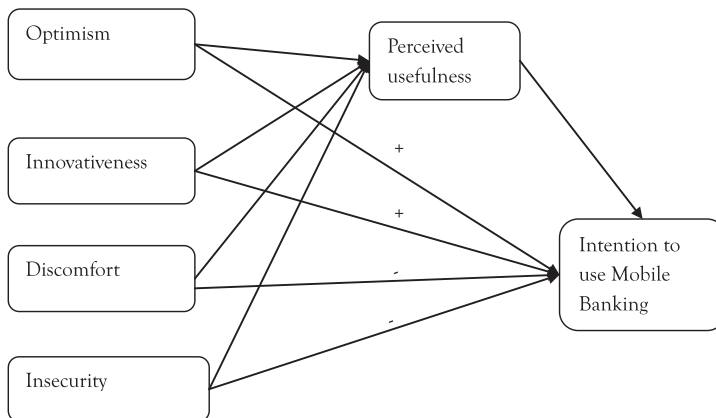 Optimism
Perceived
usefulness
+
Innovativeness
+
Intention to
use Mobile
Banking
Discomfort
-
-
Insecurity